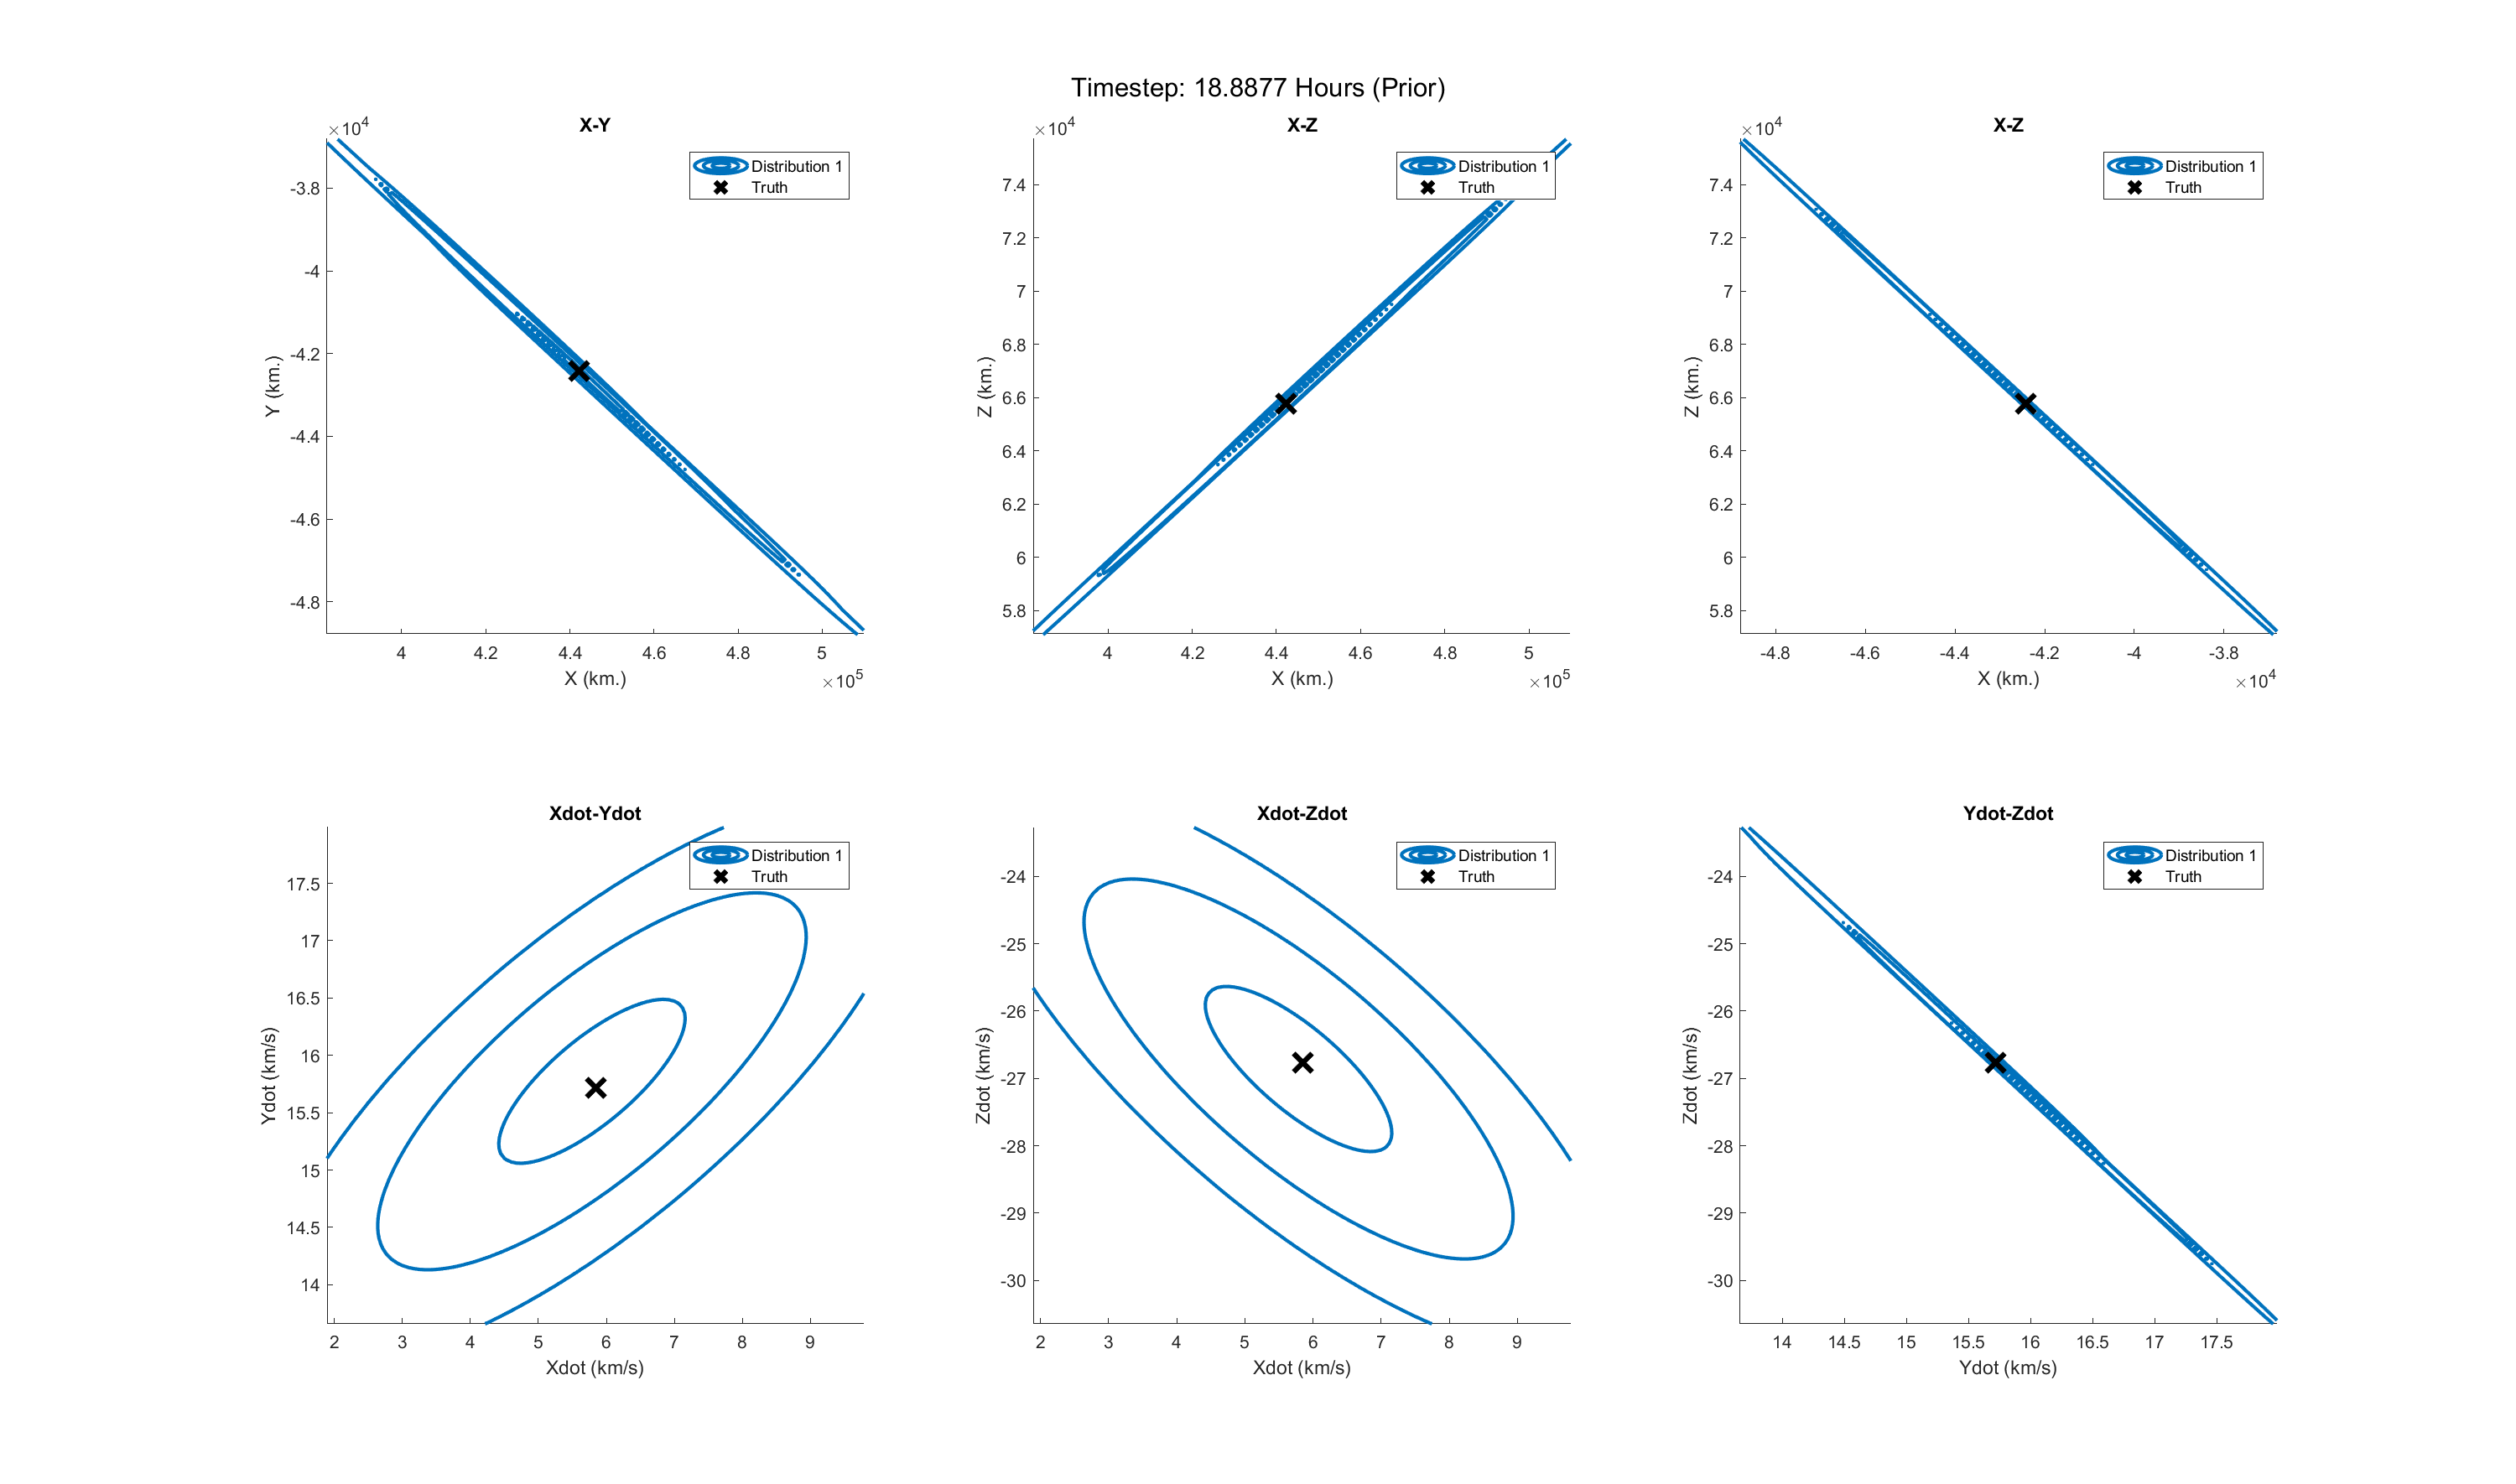 Timestep: 18.8877 Hours (Prior)
X-Y
×10⁴
Distribution 1
Truth
-3.8
-4
-4.2
-4.4
-4.6
-4.8
Y (km.)
4 4.2 4.4 4.6 4.8 5
X (km.)
×10⁵
X-Z
×10⁴
Distribution 1
Truth
7.4
7.2
7
6.8
6.6
6.4
6.2
6
5.8
Z (km.)
4 4.2 4.4 4.6 4.8 5
X (km.)
×10⁵
X-Z
×10⁴
Distribution 1
Truth
7.4
7.2
7
6.8
6.6
6.4
6.2
6
5.8
Z (km.)
-4.8 -4.6 -4.4 -4.2 -4 -3.8
X (km.)
×10⁴
Xdot-Ydot
Distribution 1
Truth
17.5
17
16.5
16
15.5
15
14.5
14
Ydot (km/s)
2 3 4 5 6 7 8 9
Xdot (km/s)
Xdot-Zdot
Distribution 1
Truth
-24
-25
-26
-27
-28
-29
-30
Zdot (km/s)
2 3 4 5 6 7 8 9
Xdot (km/s)
Ydot-Zdot
Distribution 1
Truth
-24
-25
-26
-27
-28
-29
-30
Zdot (km/s)
14 14.5 15 15.5 16 16.5 17 17.5
Ydot (km/s)